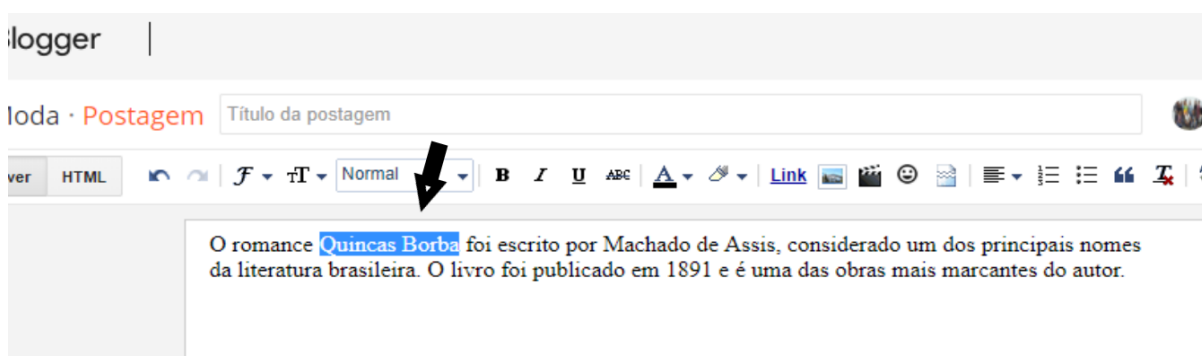 logger
Moda · Postagem Título da postagem
ver HTML F T Normal B I U ABC A Link
O romance Quincas Borba foi escrito por Machado de Assis, considerado um dos principais nomes
da literatura brasileira. O livro foi publicado em 1891 e é uma das obras mais marcantes do autor.